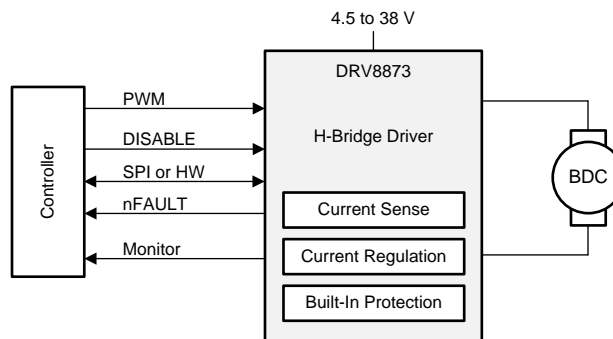 4.5 to 38 V
DRV8873
H-Bridge Driver
Controller
PWM
DISABLE
SPI or HW
nFAULT
Monitor
Current Sense
Current Regulation
Built-In Protection
BDC